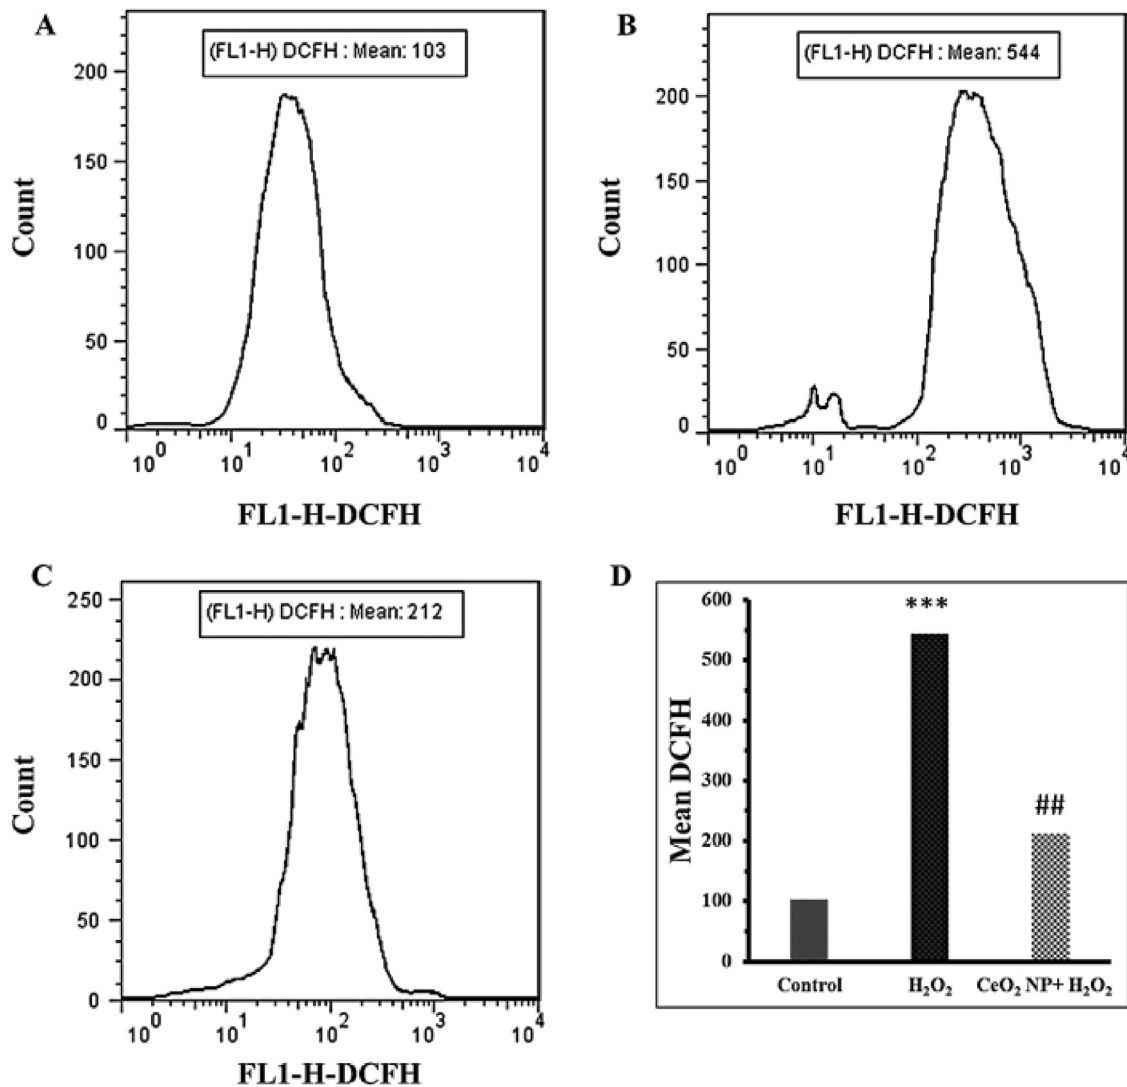 A
(FL1-H) DCFH : Mean: 103
200
150
100
50
0
Count
10^0 10^1 10^2 10^3 10^4
FL1-H-DCFH
B
(FL1-H) DCFH : Mean: 544
200
150
100
50
0
Count
10^0 10^1 10^2 10^3 10^4
FL1-H-DCFH
C
(FL1-H) DCFH : Mean: 212
250
200
150
100
50
0
Count
10^0 10^1 10^2 10^3 10^4
FL1-H-DCFH
D
600
500
400
300
200
100
0
Mean DCFH
***
##
Control H₂O₂ CeO₂ NP+ H₂O₂